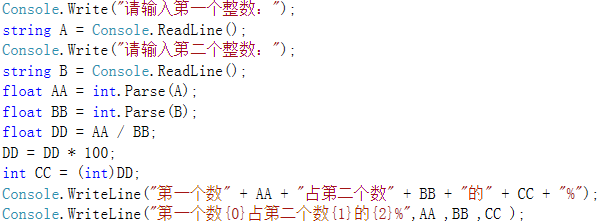 Console.Write("请输入第一个整数：");
string A = Console.ReadLine();
Console.Write("请输入第二个整数：");
string B = Console.ReadLine();
float AA = int.Parse(A);
float BB = int.Parse(B);
float DD = AA / BB;
DD = DD * 100;
int CC = (int)DD;
Console.WriteLine("第一个数" + AA + "占第二个数" + BB + "的" + CC + "%");
Console.WriteLine("第一个数{0}占第二个数{1}的{2}%",AA ,BB ,CC );